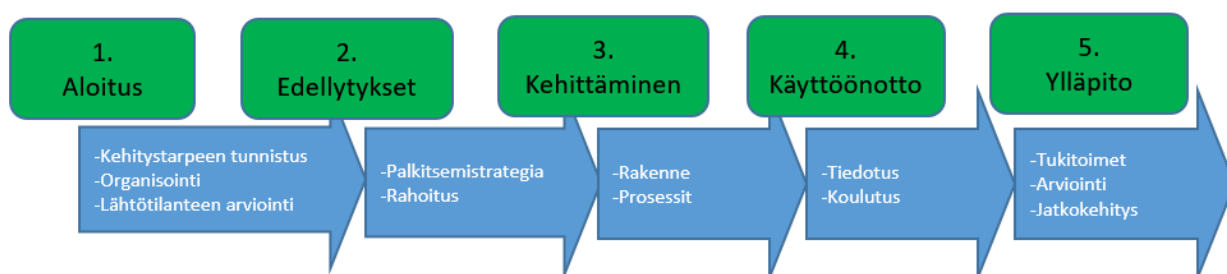 1.
Aloitus
2.
Edellytykset
3.
Kehittäminen
4.
Käyttöönotto
5.
Ylläpito
-Kehitystarpeen tunnistus
-Organisointi
-Lähtötilanteen arviointi
-Palkitsemistrategia
-Rahoitus
-Rakenne
-Prosessit
-Tiedotus
-Koulutus
-Tukitoimet
-Arviointi
-Jatkokehitys